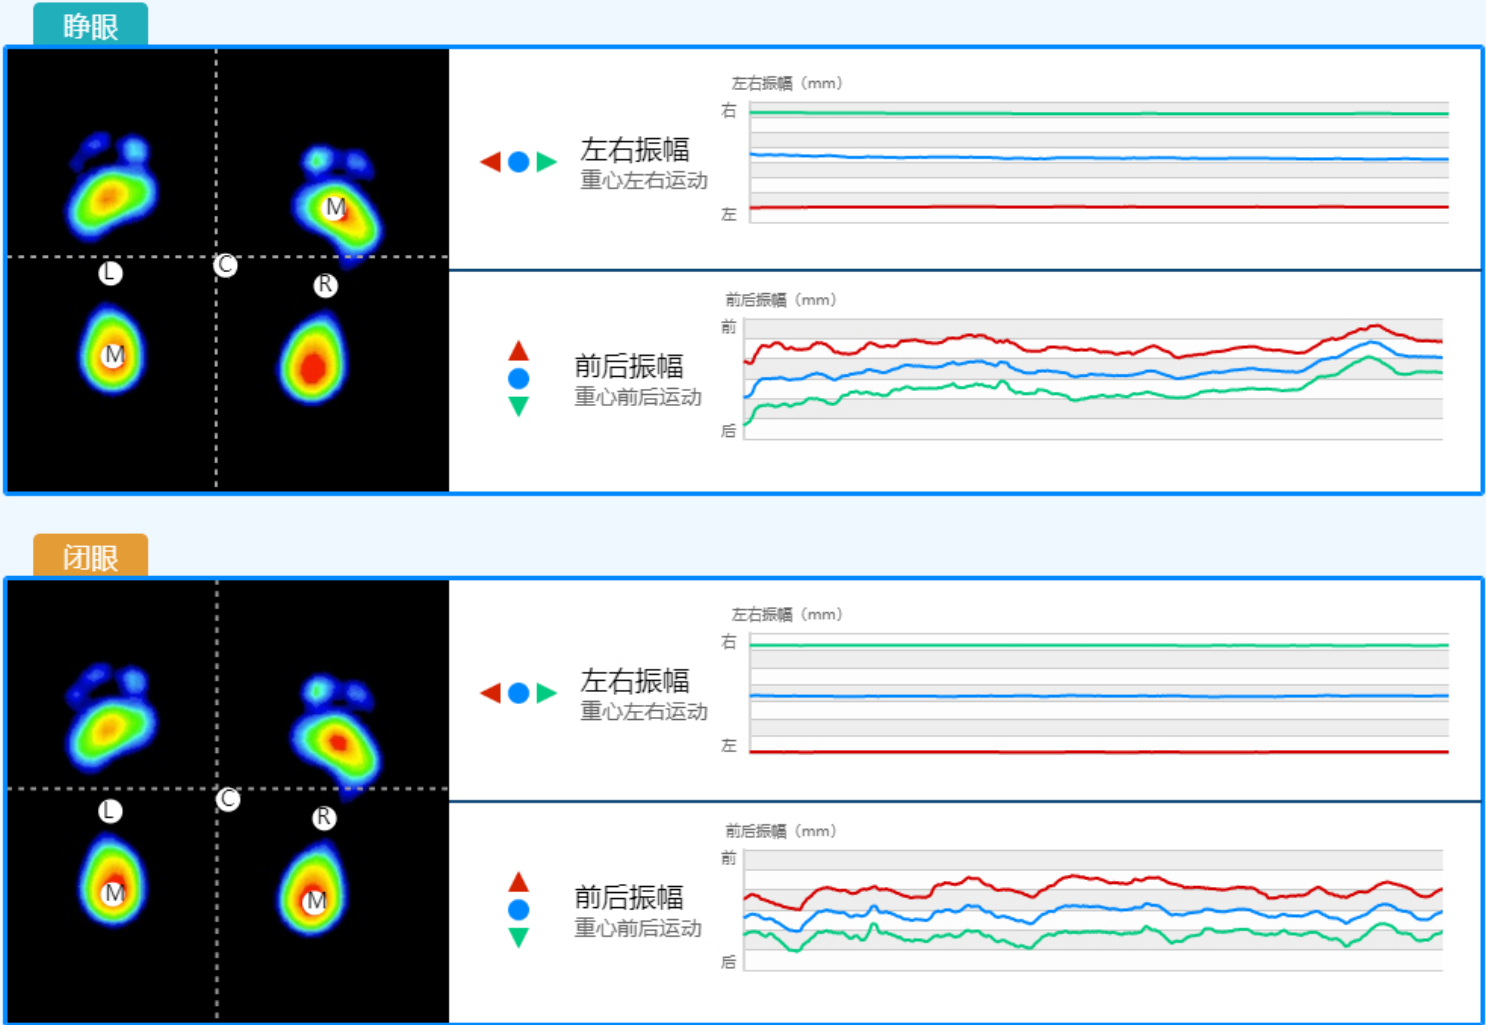 睁眼
左右振幅（mm）
右
左右振幅
重心左右运动
左
M
L
C
R
M
前后振幅（mm）
前
前后振幅
重心前后运动
后
闭眼
左右振幅（mm）
右
左右振幅
重心左右运动
左
L
C
R
M
M
前后振幅（mm）
前
前后振幅
重心前后运动
后